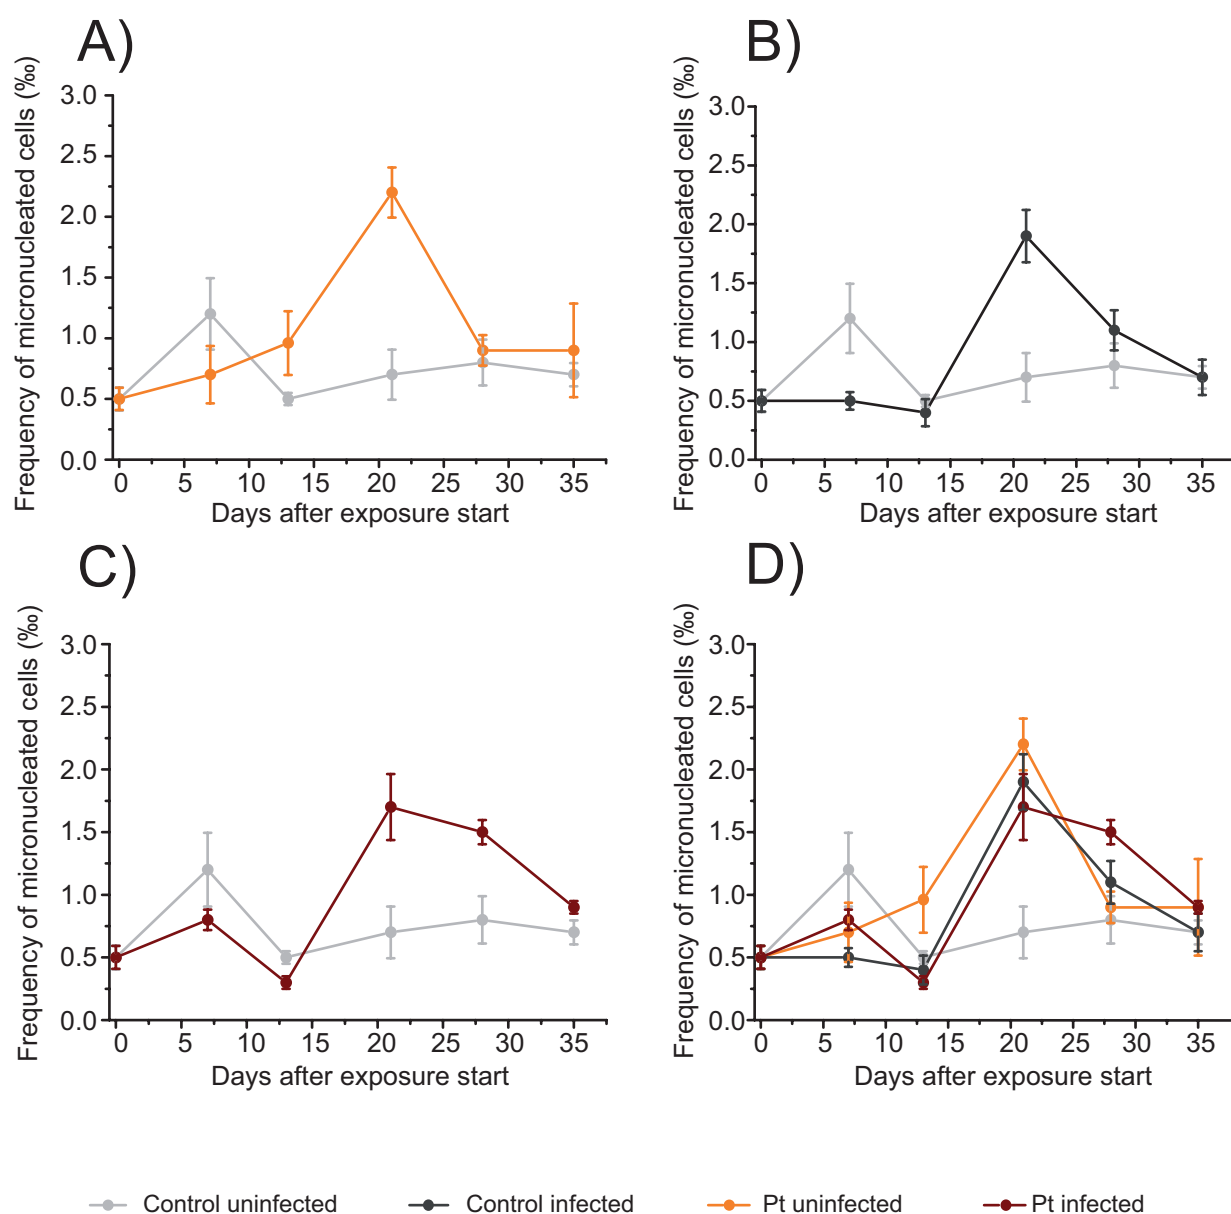 A)
Frequency of micronucleated cells (‰)
3.0
2.5
2.0
1.5
1.0
0.5
0.0
0 5 10 15 20 25 30 35
Days after exposure start
B)
Frequency of micronucleated cells (‰)
3.0
2.5
2.0
1.5
1.0
0.5
0.0
0 5 10 15 20 25 30 35
Days after exposure start
C)
Frequency of micronucleated cells (‰)
3.0
2.5
2.0
1.5
1.0
0.5
0.0
0 5 10 15 20 25 30 35
Days after exposure start
D)
Frequency of micronucleated cells (‰)
3.0
2.5
2.0
1.5
1.0
0.5
0.0
0 5 10 15 20 25 30 35
Days after exposure start
Control uninfected Control infected Pt uninfected Pt infected